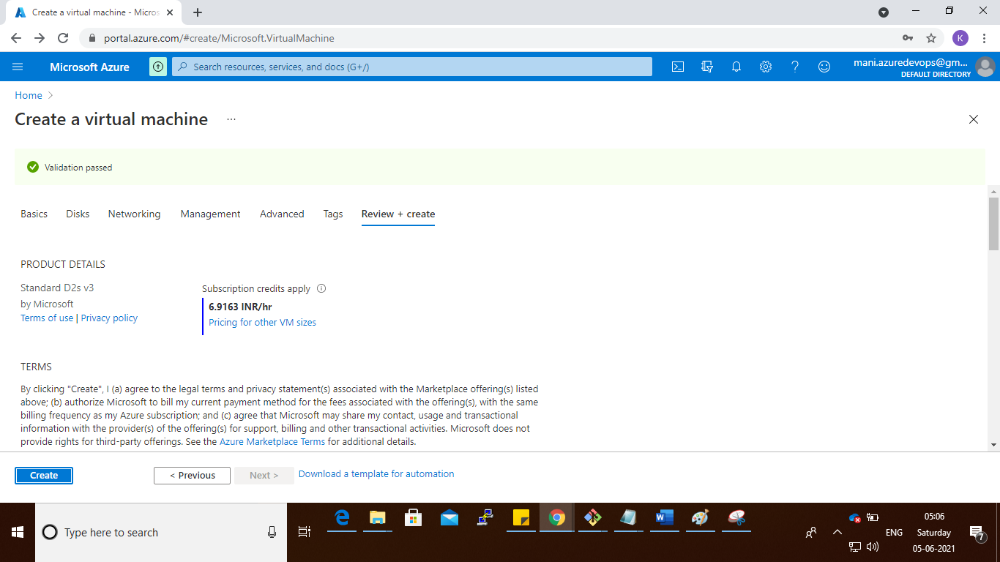 Create a virtual machine - Micros
portal.azure.com/#create/Microsoft.VirtualMachine
K
Microsoft Azure
Search resources, services, and docs (G+/)
mani.azuredevops@gm...
DEFAULT DIRECTORY
Home
Create a virtual machine ...
Validation passed
Basics Disks Networking Management Advanced Tags Review + create
PRODUCT DETAILS
Standard D2s v3
by Microsoft
Terms of use | Privacy policy
Subscription credits apply
6.9163 INR/hr
Pricing for other VM sizes
TERMS
By clicking "Create", I (a) agree to the legal terms and privacy statement(s) associated with the Marketplace offering(s) listed
above; (b) authorize Microsoft to bill my current payment method for the fees associated with the offering(s), with the same
billing frequency as my Azure subscription; and (c) agree that Microsoft may share my contact, usage and transactional
information with the provider(s) of the offering(s) for support, billing and other transactional activities. Microsoft does not
provide rights for third-party offerings. See the Azure Marketplace Terms for additional details.
Create < Previous Next > Download a template for automation
Type here to search
ENG
05:06
Saturday
05-06-2021
7